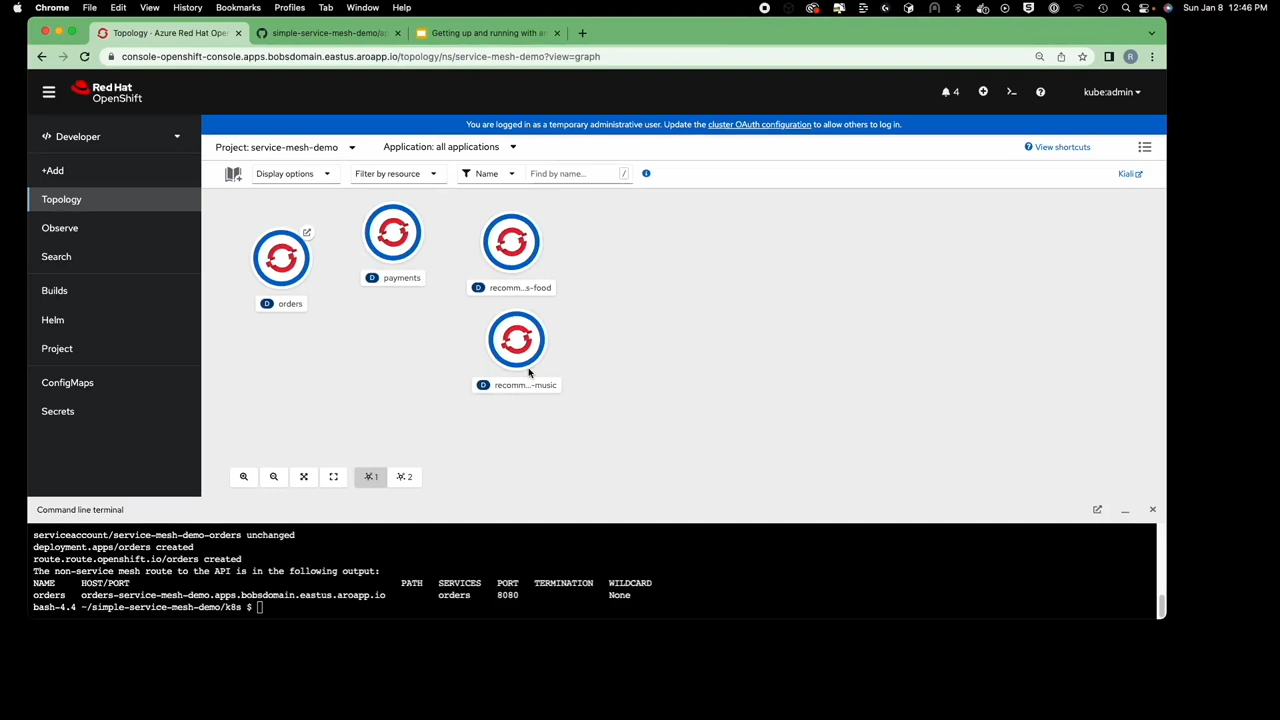 Chrome File Edit View History Bookmarks Profiles Tab Window Help Sun Jan 8 12:46 PM
Topology · Azure Red Hat Ope simple-service-mesh-demo/ap Getting up and running with an
console-openshift-console.apps.bobsdomain.eastus.aroapp.io/topology/ns/service-mesh-demo?view=graph R
Red Hat
OpenShift
4 kube:admin
You are logged in as a temporary administrative user. Update the cluster OAuth configuration to allow others to log in.
Developer
+Add
Topology
Observe
Search
Builds
Helm
Project
ConfigMaps
Secrets
Project: service-mesh-demo Application: all applications View shortcuts
Display options Filter by resource Name Find by name... / Kiali
D orders
D payments
D recomm...s-food
D recomm...-music
1 2
Command line terminal
serviceaccount/service-mesh-demo-orders unchanged
deployment.apps/orders created
route.route.openshift.io/orders created
The non-service mesh route to the API is in the following output:
NAME HOST/PORT PATH SERVICES PORT TERMINATION WILDCARD
orders orders-service-mesh-demo.apps.bobsdomain.eastus.aroapp.io orders 8080 None
bash-4.4 ~/simple-service-mesh-demo/k8s $